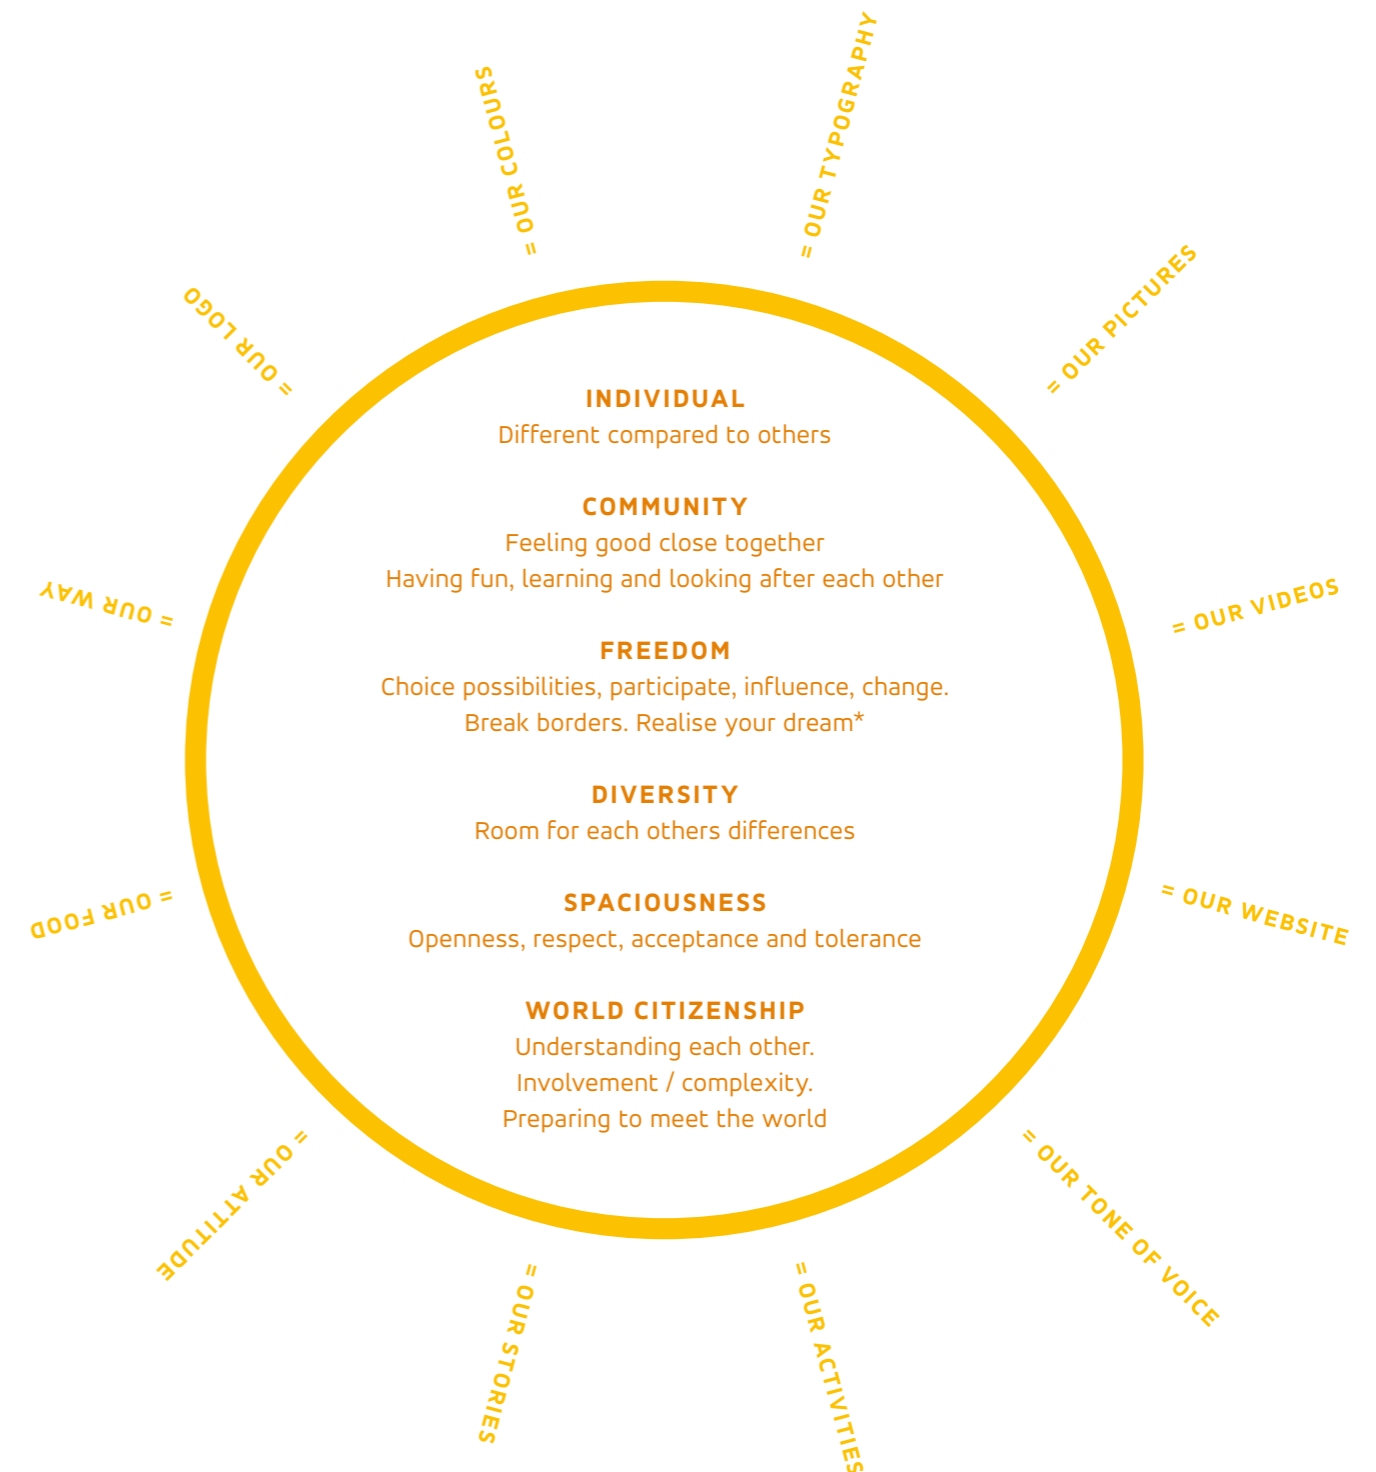 = OUR COLOURS
= OUR TYPOGRAPHY
= OUR PICTURES
= OUR VIDEOS
= OUR WEBSITE
= OUR TONE OF VOICE
= OUR ACTIVITIES
= OUR STORIES
= OUR ATTITUDE
= OUR FOOD
= OUR WAY
= OUR LOGO
INDIVIDUAL
Different compared to others
COMMUNITY
Feeling good close together
Having fun, learning and looking after each other
FREEDOM
Choice possibilities, participate, influence, change.
Break borders. Realise your dream*
DIVERSITY
Room for each others differences
SPACIOUSNESS
Openness, respect, acceptance and tolerance
WORLD CITIZENSHIP
Understanding each other.
Involvement / complexity.
Preparing to meet the world